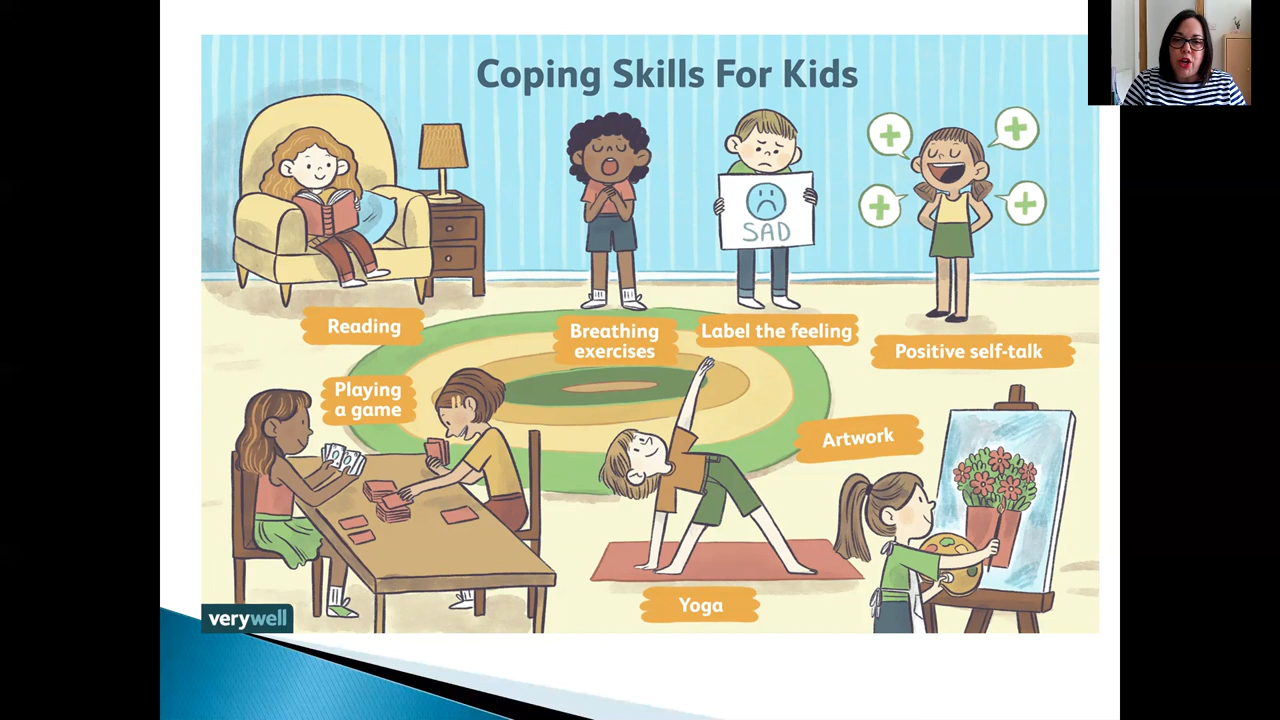 Coping Skills For Kids
SAD
Reading
Breathing
exercises
Label the feeling
Positive self-talk
Playing
a game
Artwork
Yoga
verywell